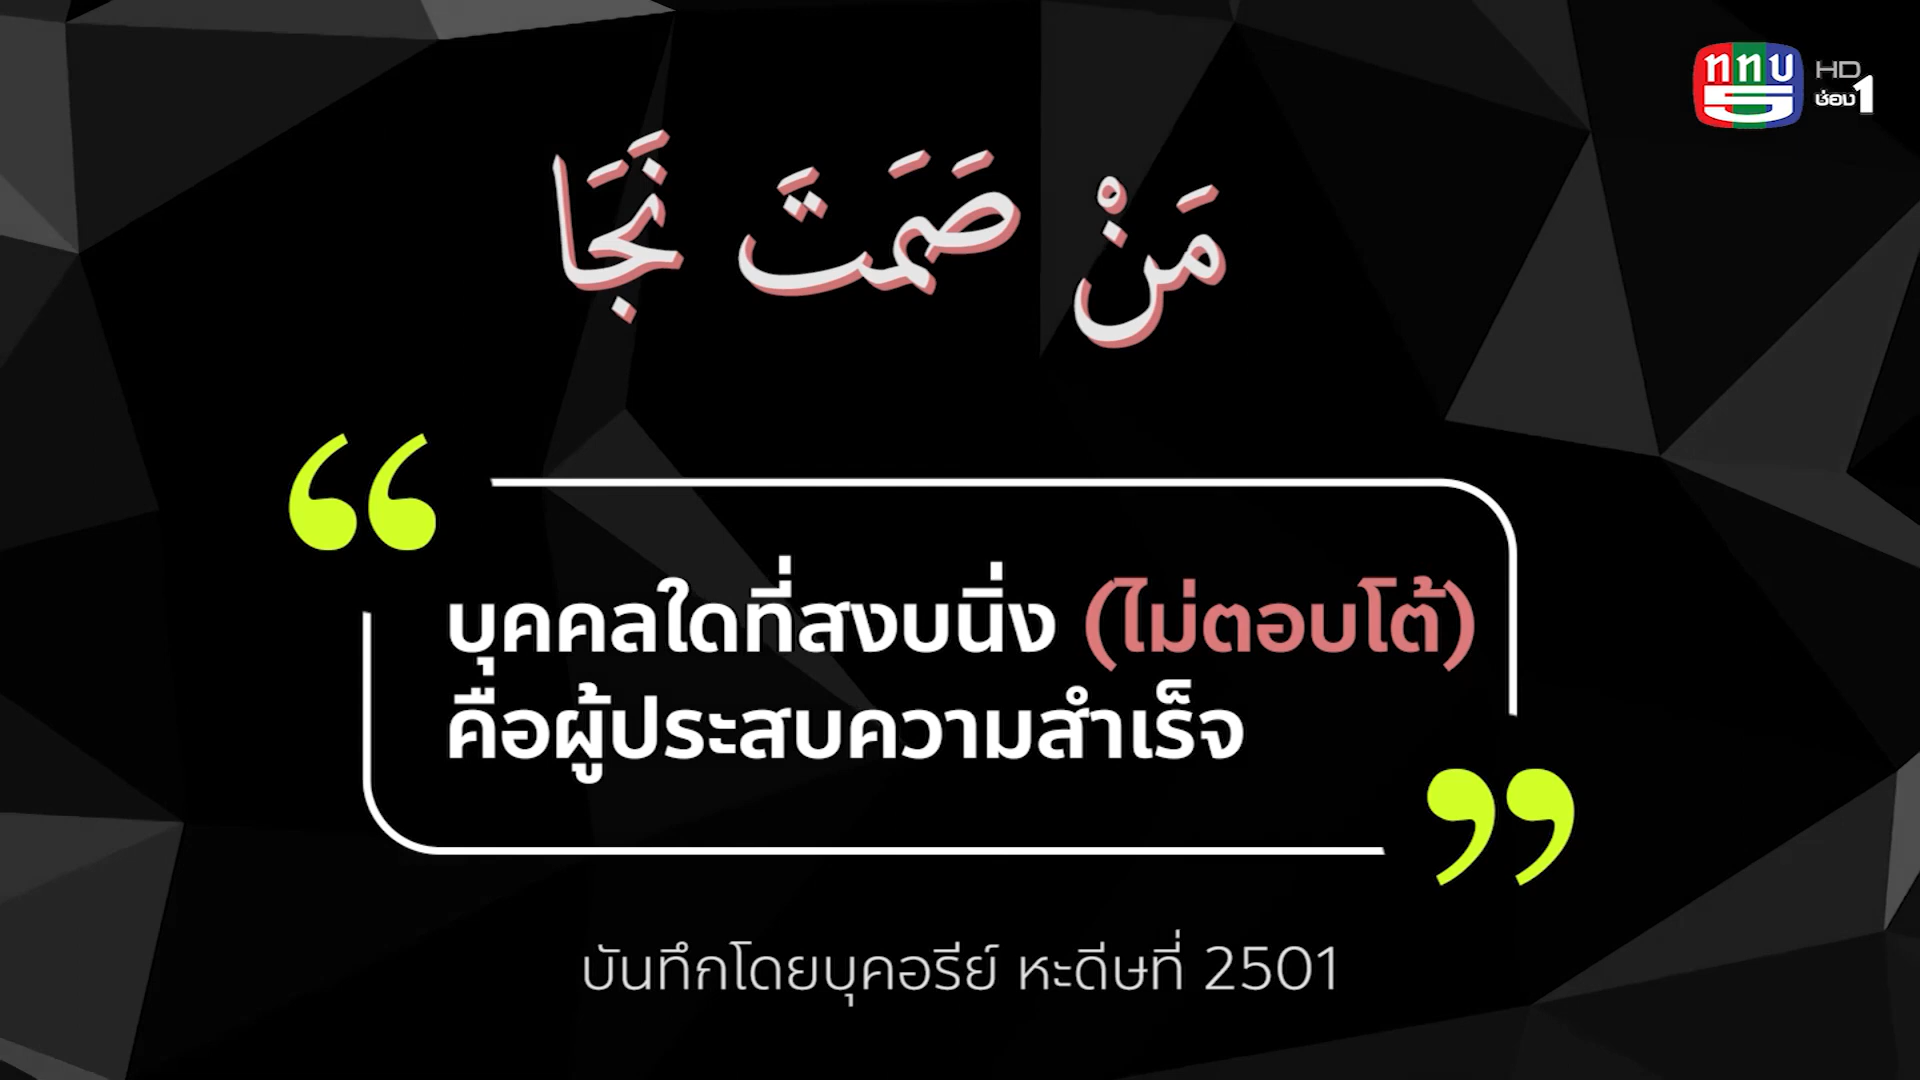 ททบ 5 HD
ช่อง 1
مَنْ صَمَتَ نَجَا
“บุคคลใดที่สงบนิ่ง (ไม่ตอบโต้)
คือผู้ประสบความสำเร็จ”
บันทึกโดยบุคอรีย์ หะดีษที่ 2501